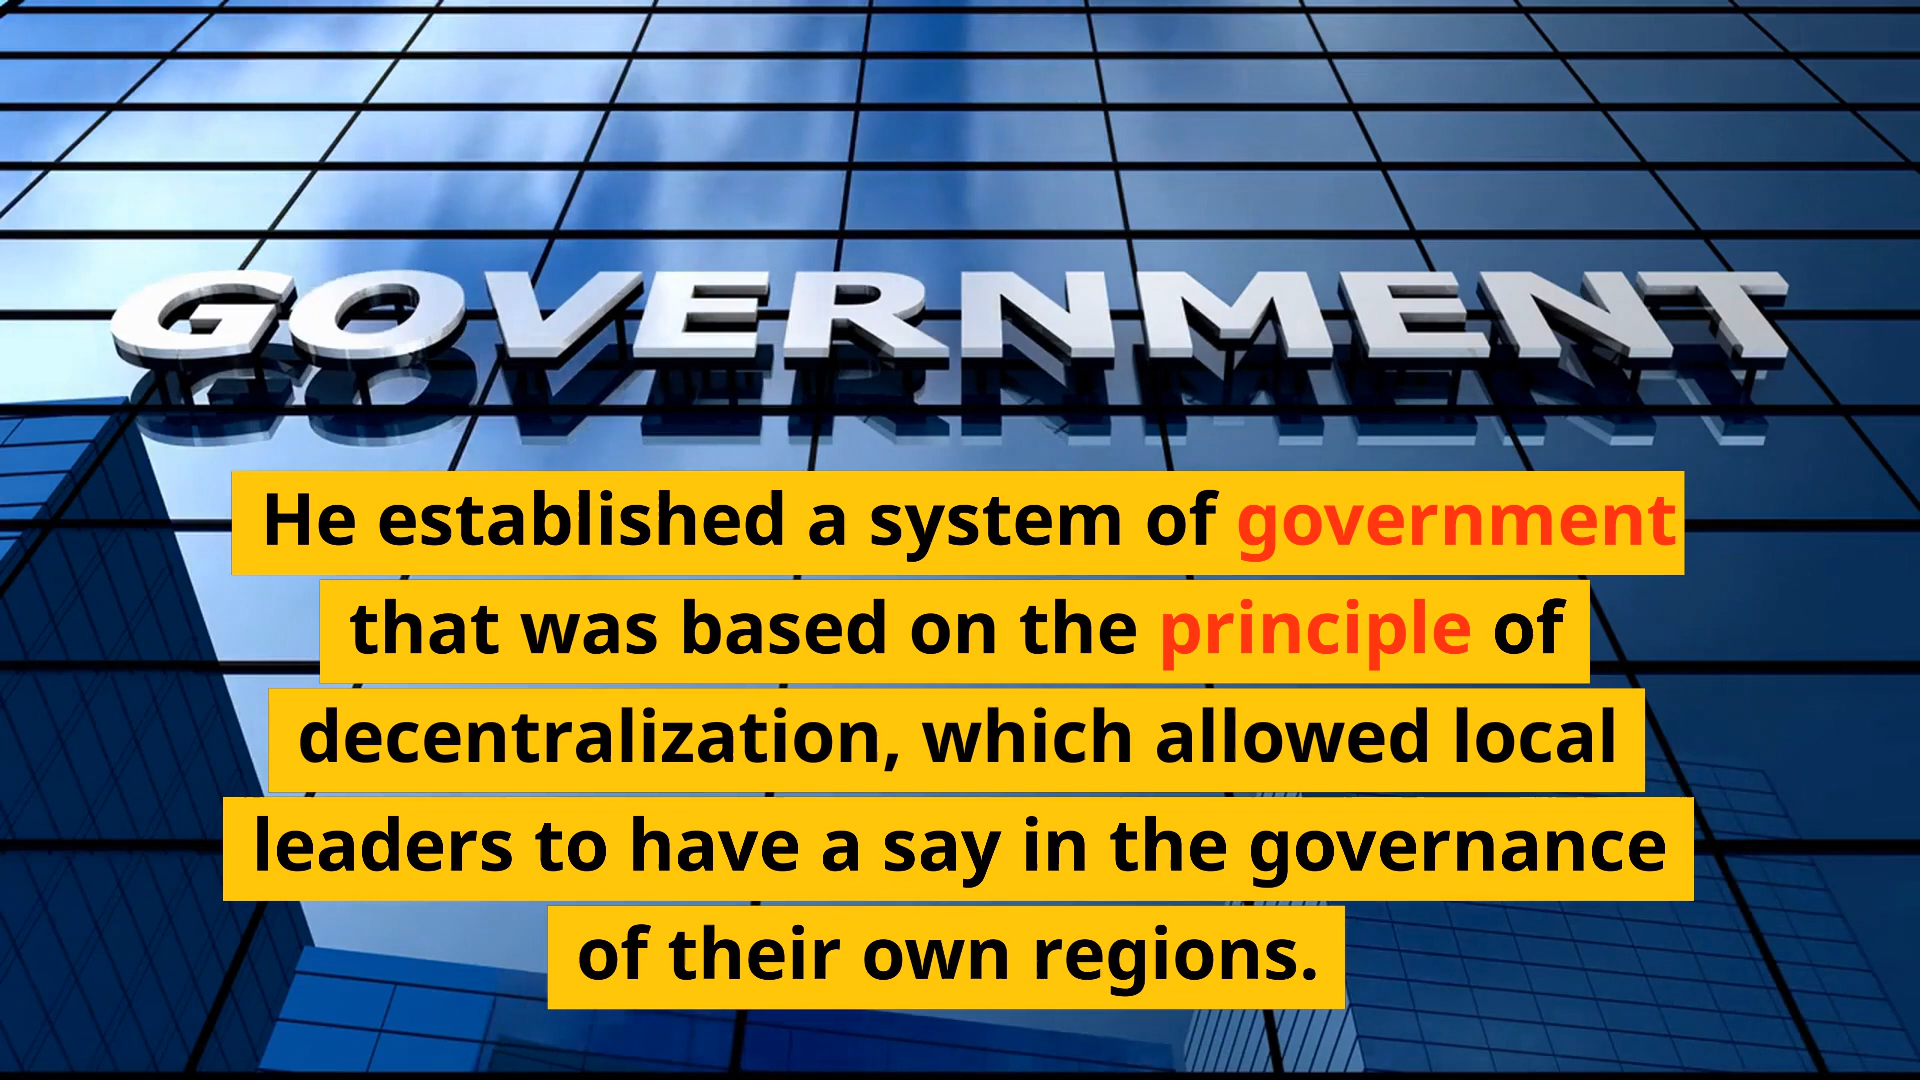 GOVERNMENT
He established a system of government
that was based on the principle of
decentralization, which allowed local
leaders to have a say in the governance
of their own regions.